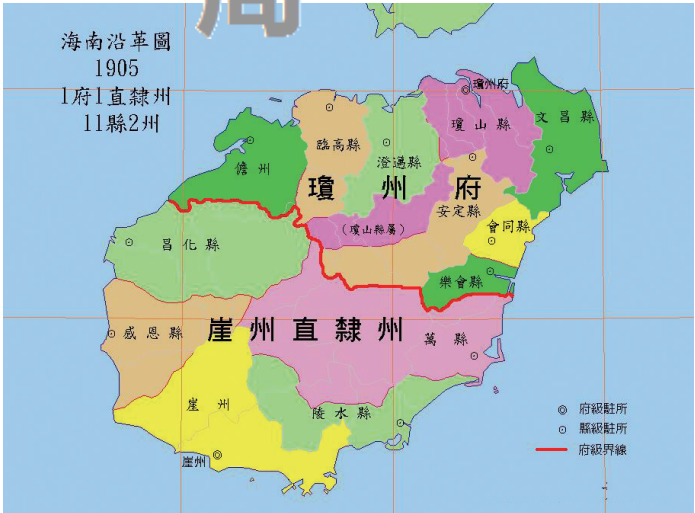 局
海南沿革圖
1905
1府1直隸州
11縣2州
瓊州府
文昌縣
瓊山縣
臨高縣
澄邁縣
儋州
瓊州府
安定縣
(瓊山縣屬)
會同縣
昌化縣
樂會縣
崖州直隸州
感恩縣
萬縣
崖州
陵水縣
崖州
府級駐所
縣級駐所
府級界線